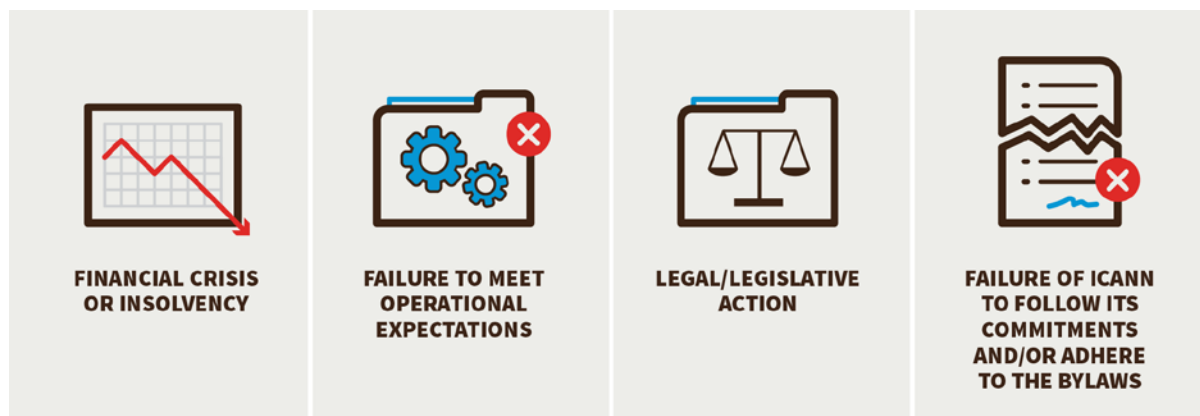 FINANCIAL CRISIS
OR INSOLVENCY
FAILURE TO MEET
OPERATIONAL
EXPECTATIONS
LEGAL/LEGISLATIVE
ACTION
FAILURE OF ICANN
TO FOLLOW ITS
COMMITMENTS
AND/OR ADHERE
TO THE BYLAWS